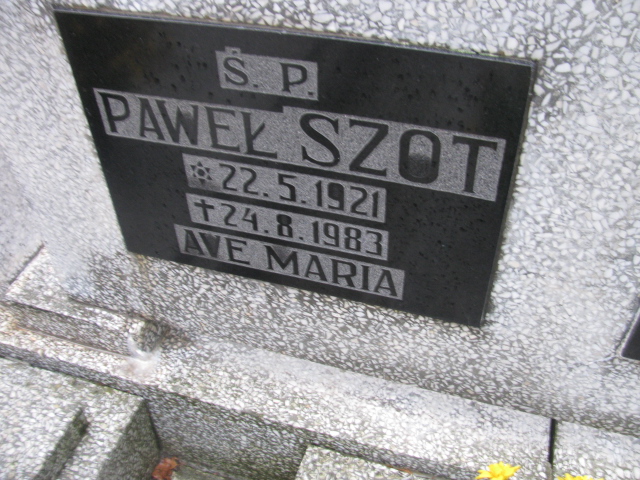 Ś. P.
PAWEŁ SZOT
✡ 22.5.1921
✝ 24.8.1983
AVE MARIA